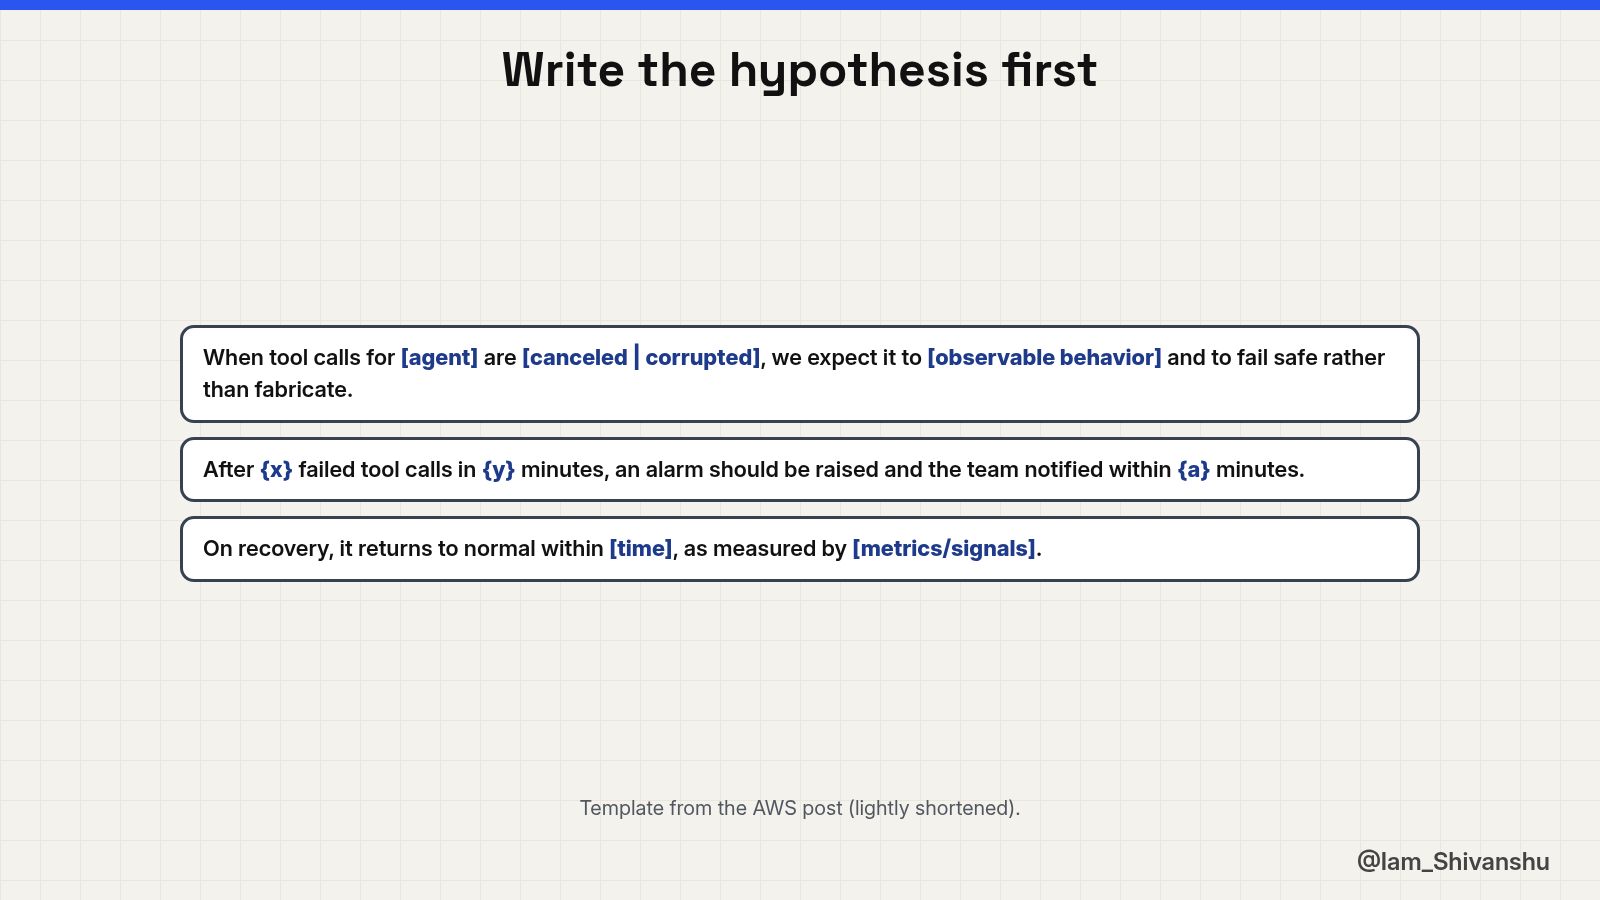 Write the hypothesis first
When tool calls for [agent] are [canceled | corrupted], we expect it to [observable behavior] and to fail safe rather
than fabricate.
After {x} failed tool calls in {y} minutes, an alarm should be raised and the team notified within {a} minutes.
On recovery, it returns to normal within [time], as measured by [metrics/signals].
Template from the AWS post (lightly shortened).
@Iam_Shivanshu